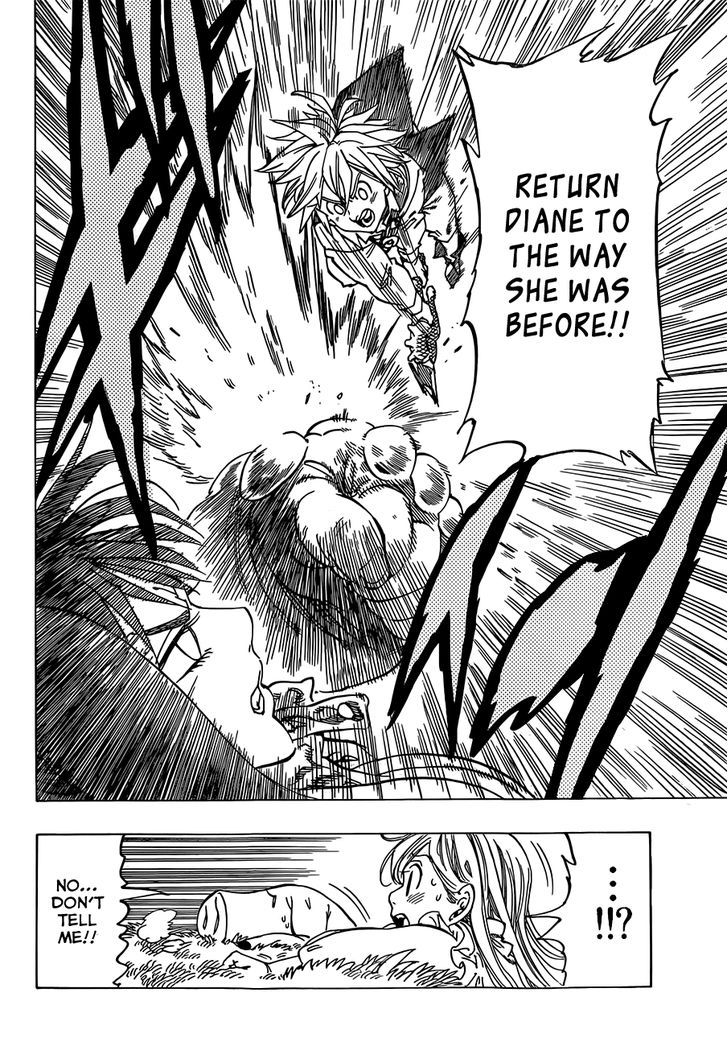 RETURN
DIANE TO
THE WAY
SHE WAS
BEFORE!!
...
!!?
NO...
DON'T
TELL
ME!!